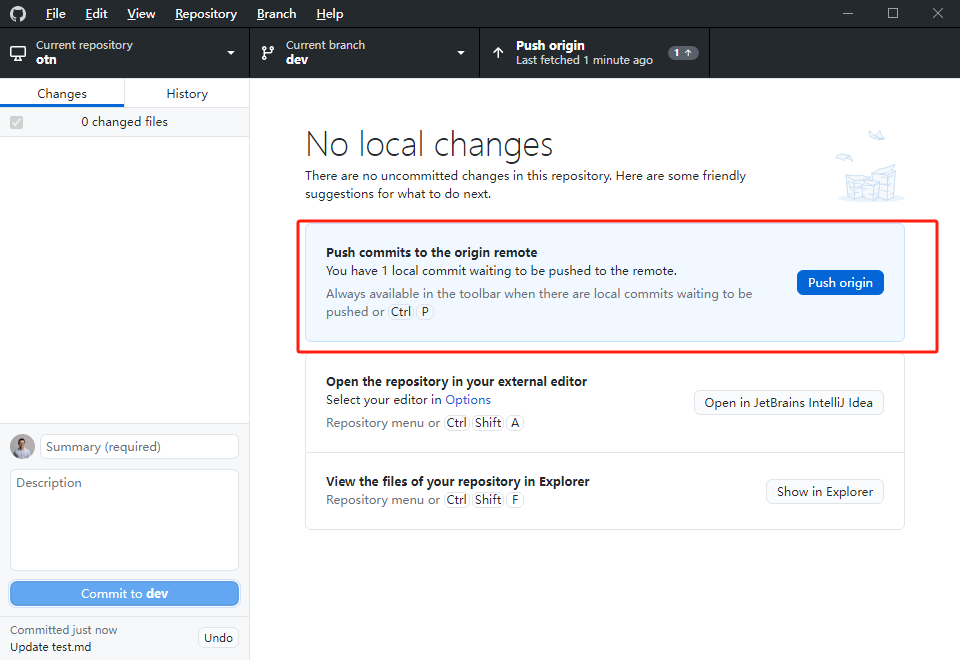 File Edit View Repository Branch Help
Current repository
otn
Current branch
dev
Push origin
Last fetched 1 minute ago
1
Changes
History
0 changed files
No local changes
There are no uncommitted changes in this repository. Here are some friendly
suggestions for what to do next.
Push commits to the origin remote
You have 1 local commit waiting to be pushed to the remote.
Always available in the toolbar when there are local commits waiting to be
pushed or Ctrl P
Push origin
Open the repository in your external editor
Select your editor in Options
Repository menu or Ctrl Shift A
Open in JetBrains IntelliJ Idea
View the files of your repository in Explorer
Repository menu or Ctrl Shift F
Show in Explorer
Summary (required)
Description
Commit to dev
Committed just now
Update test.md
Undo